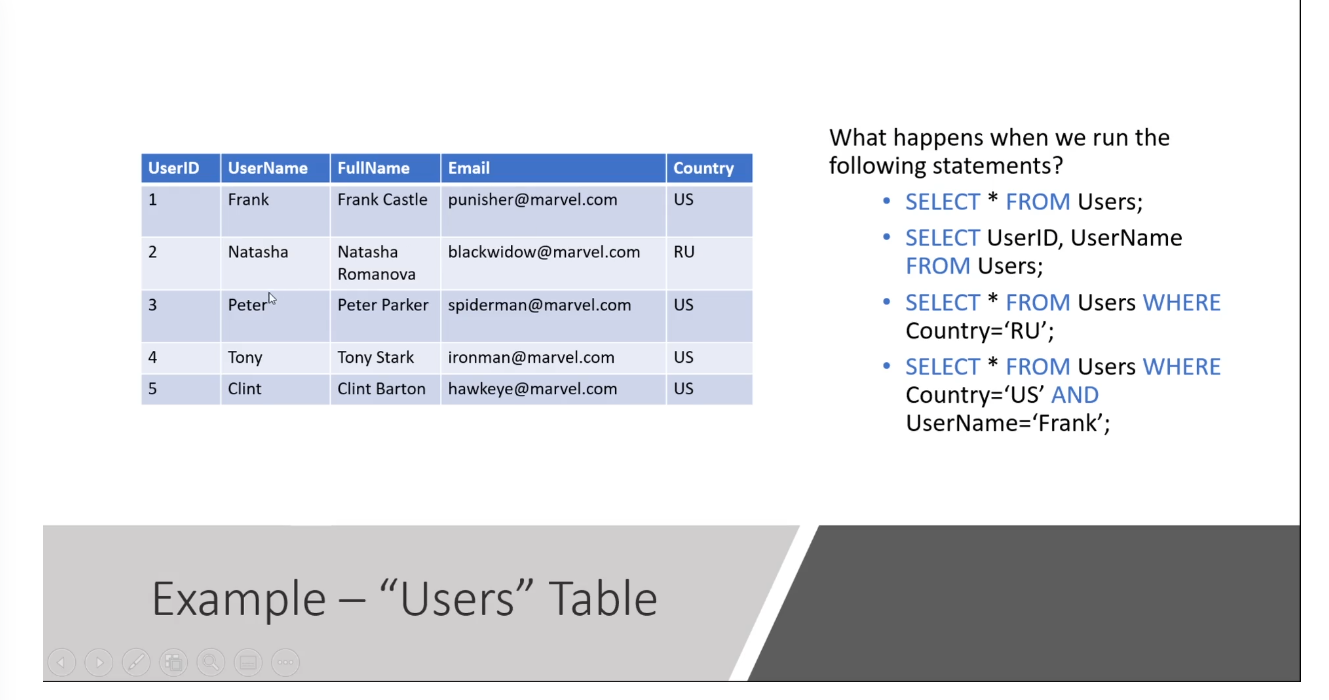 UserID UserName FullName Email Country
1 Frank Frank Castle punisher@marvel.com US
2 Natasha Natasha Romanova blackwidow@marvel.com RU
3 Peter Peter Parker spiderman@marvel.com US
4 Tony Tony Stark ironman@marvel.com US
5 Clint Clint Barton hawkeye@marvel.com US
What happens when we run the
following statements?
• SELECT * FROM Users;
• SELECT UserID, UserName
FROM Users;
• SELECT * FROM Users WHERE
Country=‘RU’;
• SELECT * FROM Users WHERE
Country=‘US’ AND
UserName=‘Frank’;
Example – “Users” Table